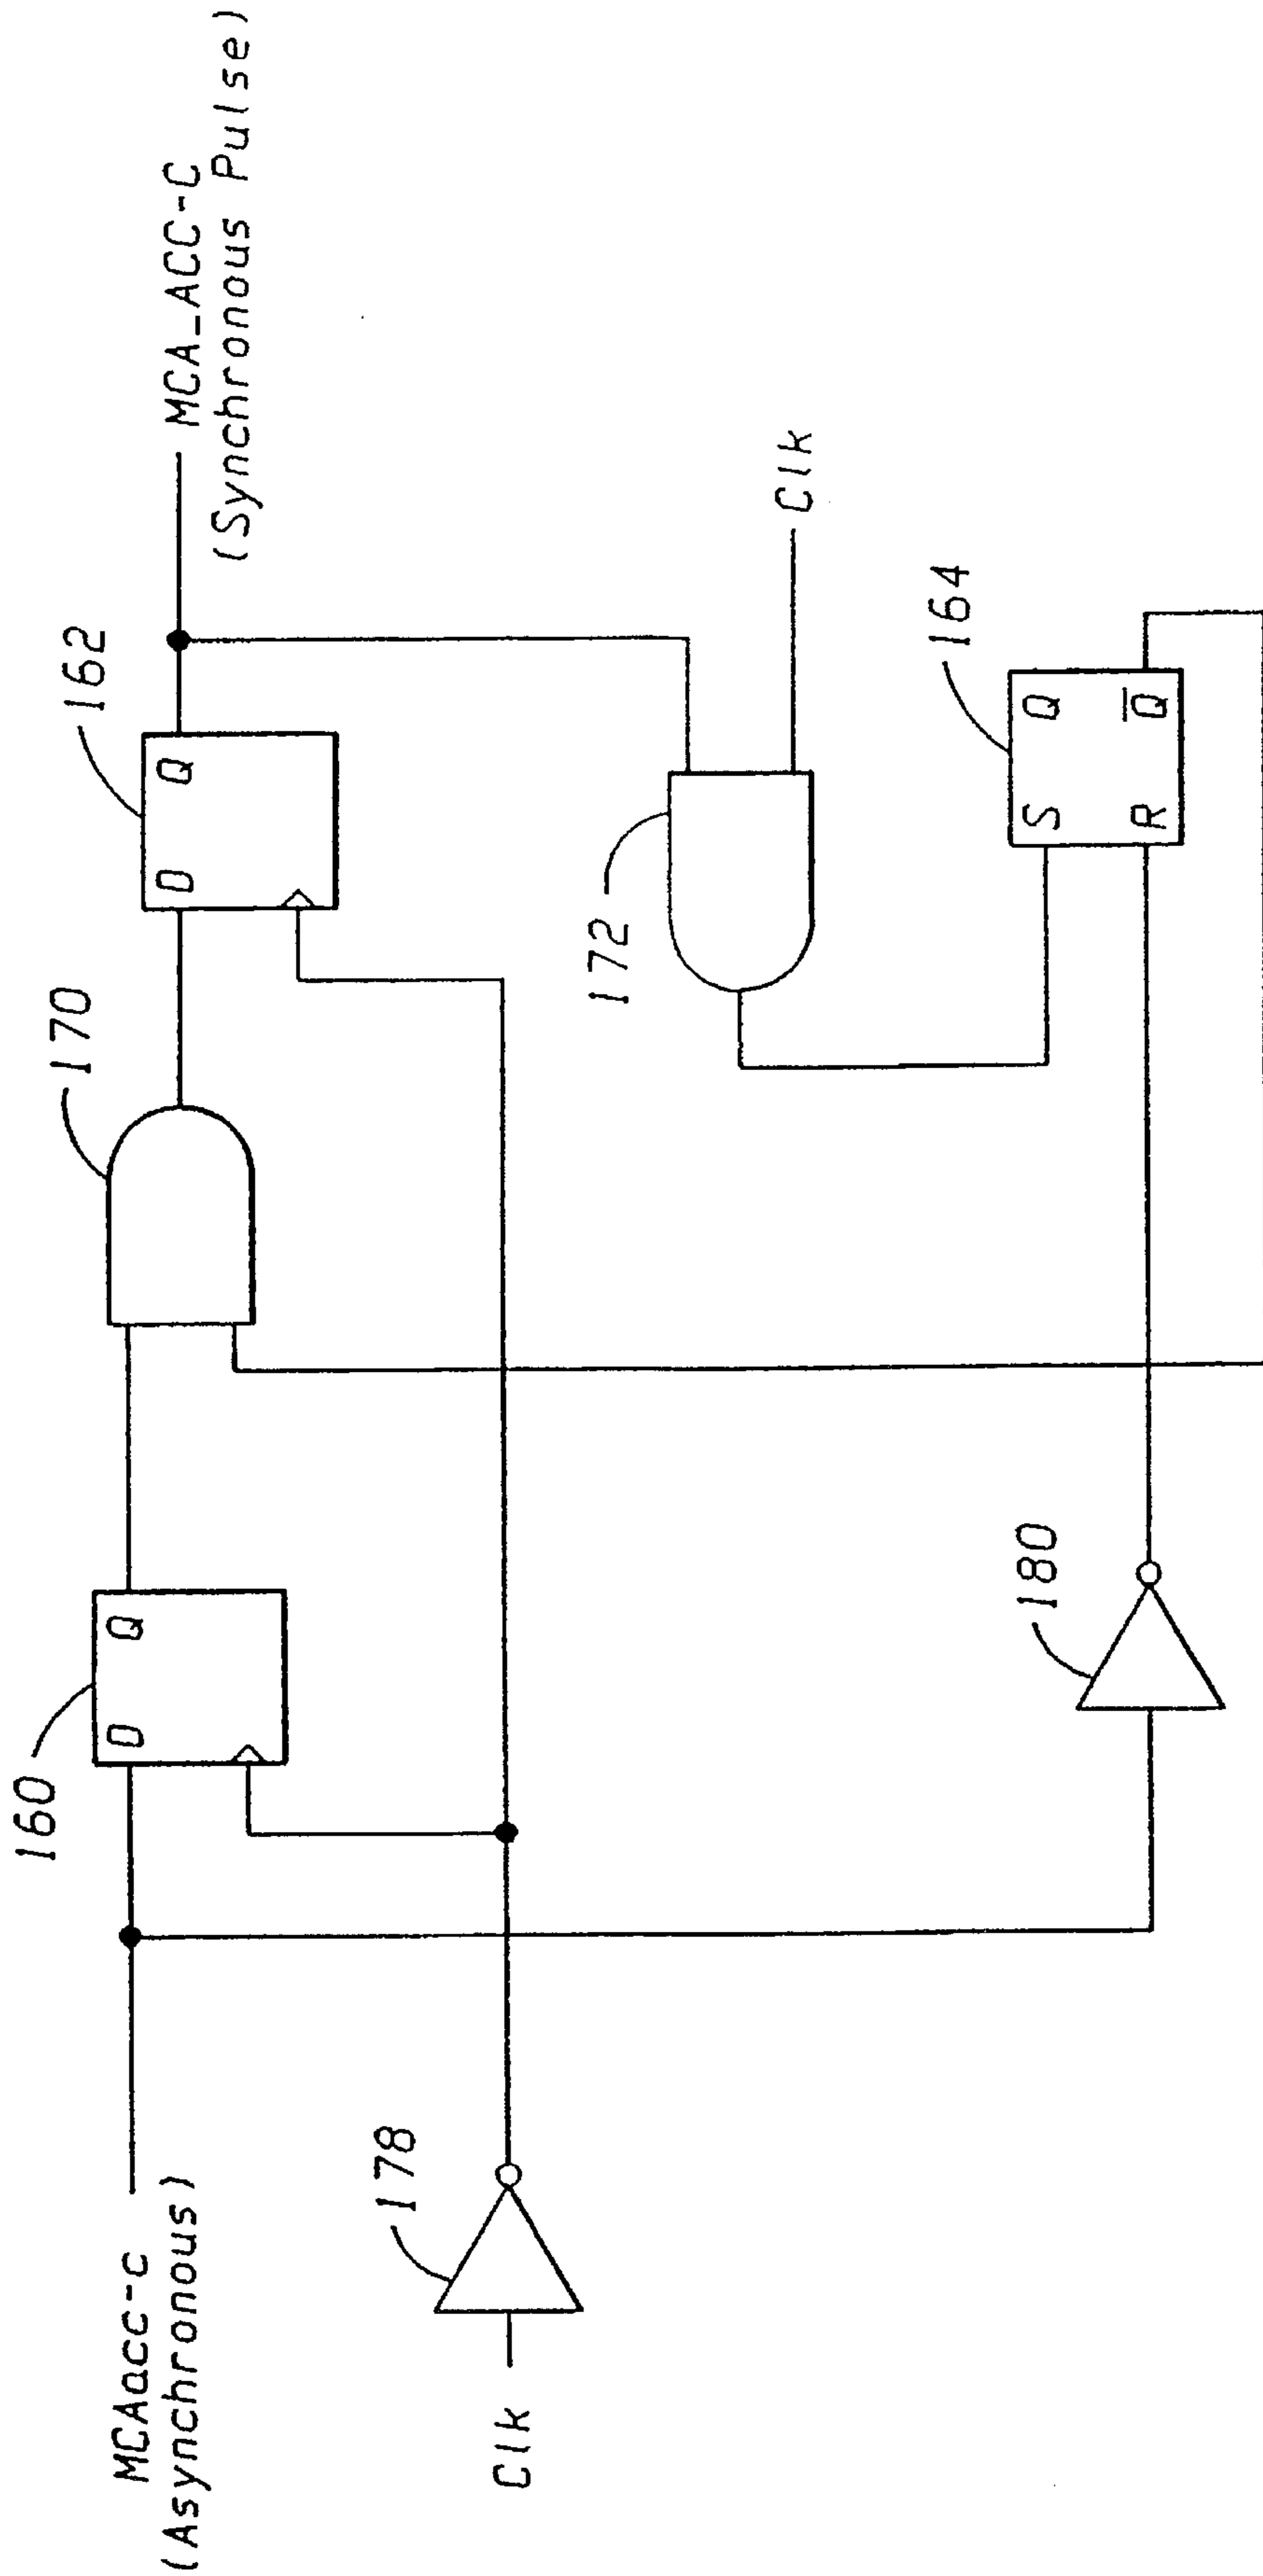 MCAacc-c
(Asynchronous)
160
D Q
170
162
D Q
MCA_ACC-C
(Synchronous Pulse)
178
Clk
172
Clk
180
164
S Q
R Q̅